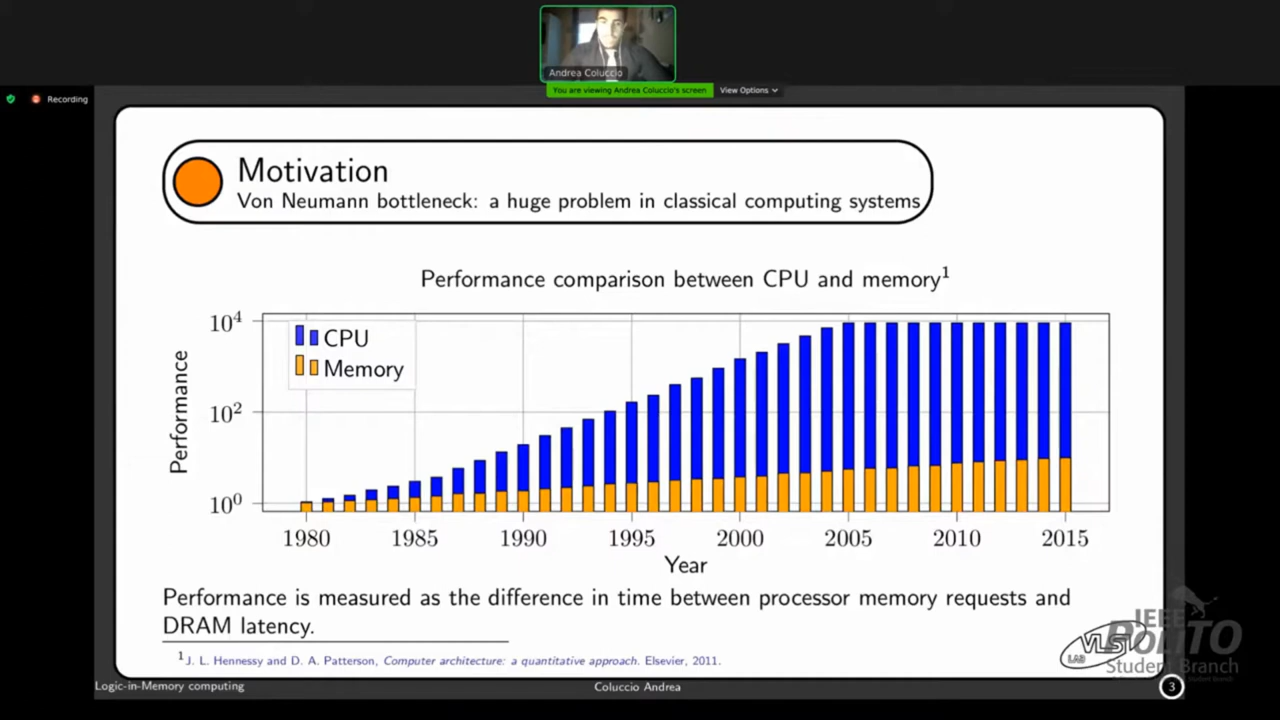 Andrea Coluccio
You are viewing Andrea Coluccio's screen
View Options
Recording
Motivation
Von Neumann bottleneck: a huge problem in classical computing systems
Performance comparison between CPU and memory¹
CPU
Memory
Performance
10⁴
10²
10⁰
1980 1985 1990 1995 2000 2005 2010 2015
Year
Performance is measured as the difference in time between processor memory requests and
DRAM latency.
¹J. L. Hennessy and D. A. Patterson, Computer architecture: a quantitative approach. Elsevier, 2011.
VLSI
LAB
IEEE
POLITO
Student Branch
Logic-in-Memory computing
Coluccio Andrea
3